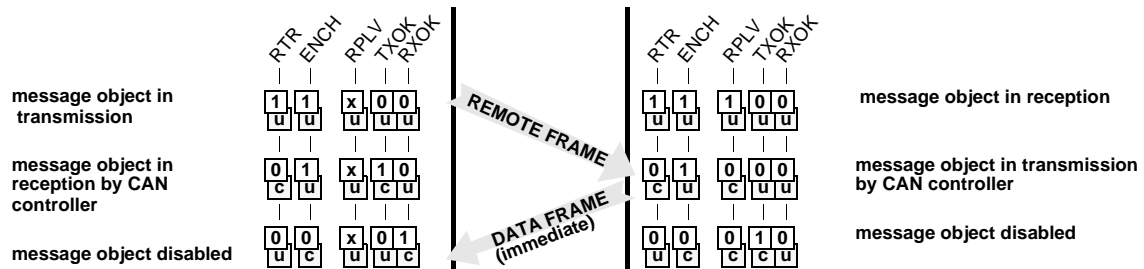 RTR ENCH RPLV TXOK RXOK RTR ENCH RPLV TXOK RXOK
message object in
transmission
1 1 x 0 0
u u u u u
REMOTE FRAME
1 1 1 0 0
u u u u u
message object in reception
message object in
reception by CAN
controller
0 1 x 1 0
c u u c u
0 1 0 0 0
c u c u u
message object in transmission
by CAN controller
DATA FRAME
(immediate)
message object disabled
0 0 x 0 1
u c u u c
0 0 0 1 0
u c c c u
message object disabled